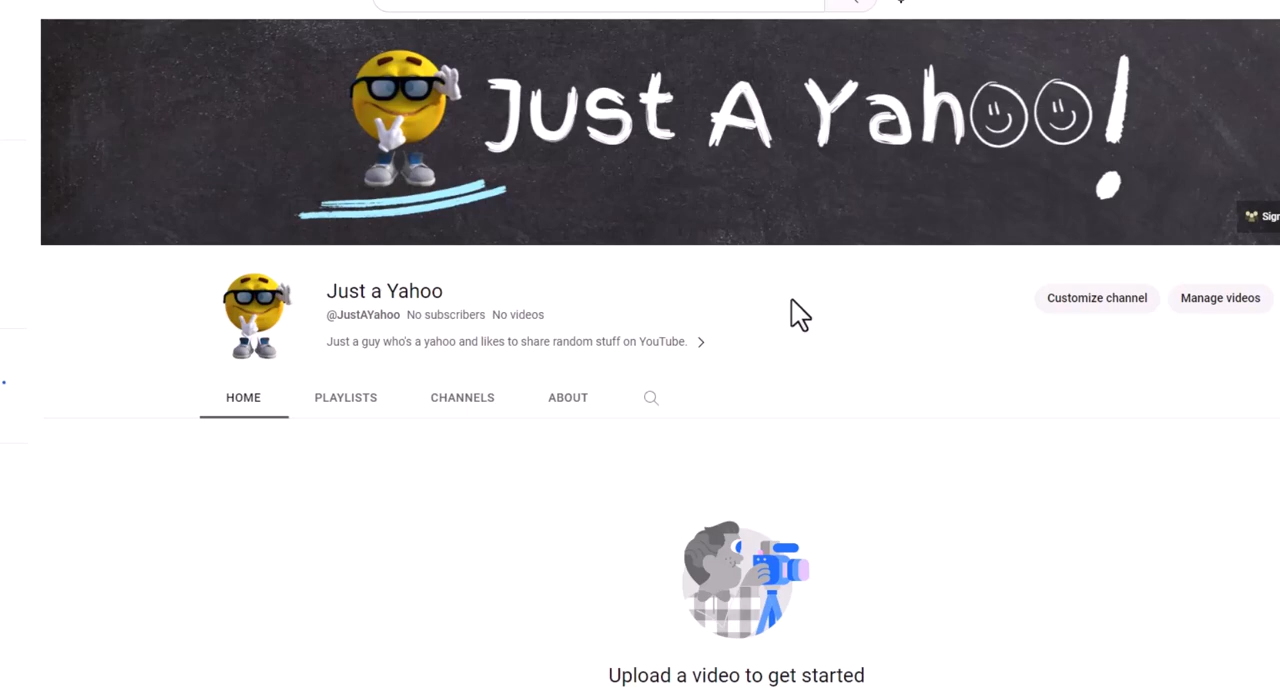 Just A Yahoo!
Sign
Just a Yahoo
@JustAYahoo No subscribers No videos
Just a guy who's a yahoo and likes to share random stuff on YouTube.
Customize channel Manage videos
HOME PLAYLISTS CHANNELS ABOUT
Upload a video to get started